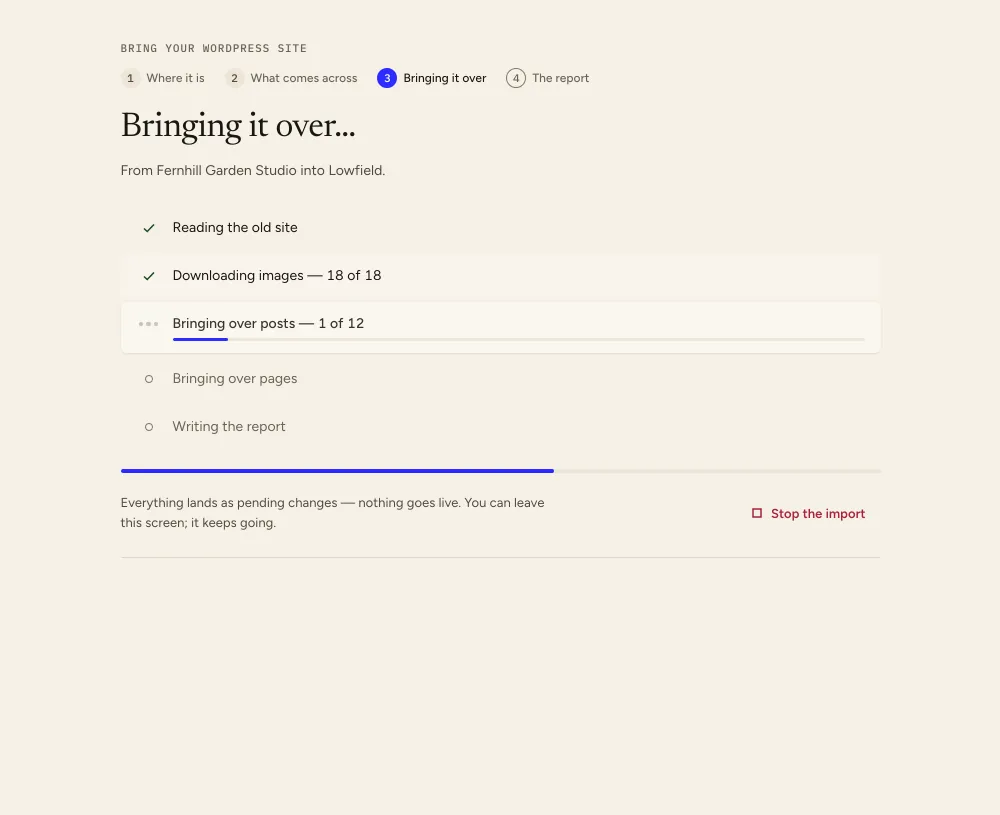 BRING YOUR WORDPRESS SITE
1 Where it is 2 What comes across 3 Bringing it over 4 The report
Bringing it over...
From Fernhill Garden Studio into Lowfield.
Reading the old site
Downloading images — 18 of 18
Bringing over posts — 1 of 12
Bringing over pages
Writing the report
Everything lands as pending changes — nothing goes live. You can leave
this screen; it keeps going.
Stop the import